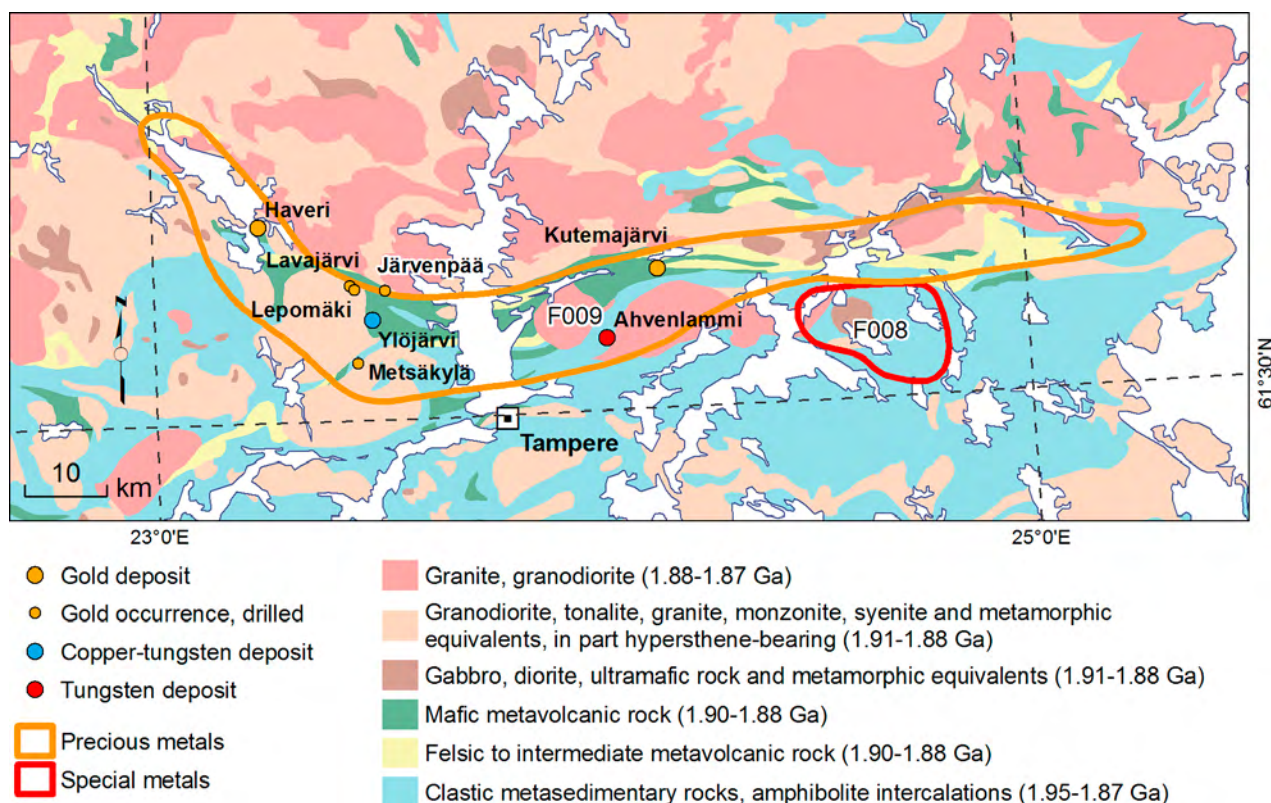 Haveri
Kutemajärvi
Lavajärvi
Järvenpää
Lepomäki
F009
Ahvenlammi
F008
Ylöjärvi
Metsäkylä
N
61°30'N
Tampere
10
km
23°0'E
25°0'E
Gold deposit
Gold occurrence, drilled
Copper-tungsten deposit
Tungsten deposit
Precious metals
Special metals
Granite, granodiorite (1.88-1.87 Ga)
Granodiorite, tonalite, granite, monzonite, syenite and metamorphic
equivalents, in part hypersthene-bearing (1.91-1.88 Ga)
Gabbro, diorite, ultramafic rock and metamorphic equivalents (1.91-1.88 Ga)
Mafic metavolcanic rock (1.90-1.88 Ga)
Felsic to intermediate metavolcanic rock (1.90-1.88 Ga)
Clastic metasedimentary rocks, amphibolite intercalations (1.95-1.87 Ga)